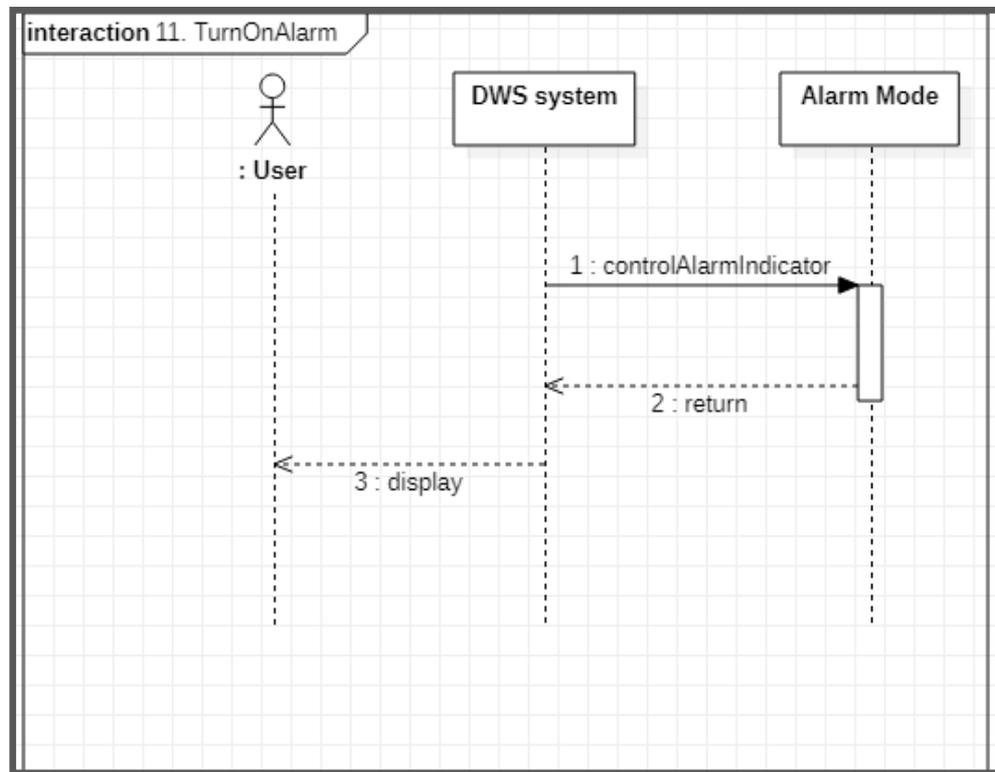 interaction 11. TurnOnAlarm
DWS system
Alarm Mode
: User
1 : controlAlarmIndicator
2 : return
3 : display